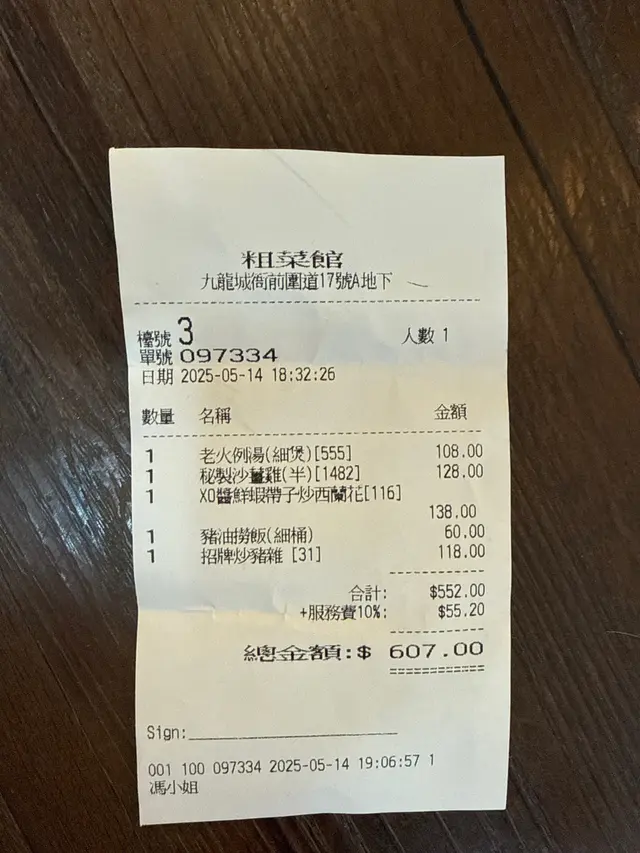 粗菜館
九龍城衙前圍道17號A地下
檯號 3 人數 1
單號 097334
日期 2025-05-14 18:32:26
數量 名稱 金額
1 老火例湯(細煲)[555] 108.00
1 秘製沙薑雞(半)[1482] 128.00
1 XO醬鮮蝦帶子炒西蘭花[116]
138.00
1 豬油撈飯(細桶) 60.00
1 招牌炒豬雜 [31] 118.00
合計: $552.00
+服務費10%: $55.20
總金額:$ 607.00
Sign:
001 100 097334 2025-05-14 19:06:57 1
馮小姐